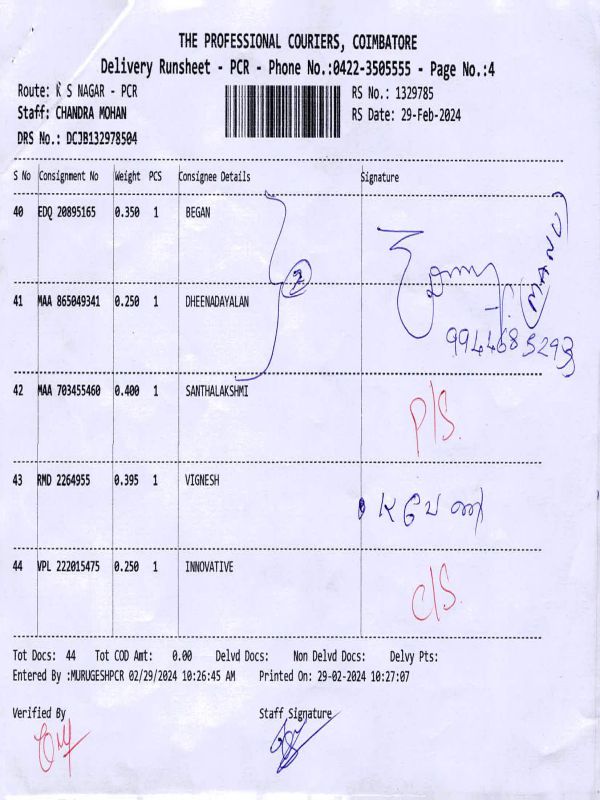 THE PROFESSIONAL COURIERS, COIMBATORE
Delivery Runsheet - PCR - Phone No.:0422-3505555 - Page No.:4
Route: K S NAGAR - PCR RS No.: 1329785
Staff: CHANDRA MOHAN RS Date: 29-Feb-2024
DRS No.: DCJB132978504
S No Consignment No Weight PCS Consignee Details Signature
40 EDQ 20895165 0.350 1 BEGAN
MANU
2
41 MAA 865049341 0.250 1 DHEENADAYALAN
9944685293
42 MAA 703455460 0.400 1 SANTHALAKSHMI P/S.
43 RMD 2264955 0.395 1 VIGNESH
44 VPL 222015475 0.250 1 INNOVATIVE C/S.
Tot Docs: 44 Tot COD Amt: 0.00 Delvd Docs: Non Delvd Docs: Delvy Pts:
Entered By :MURUGESHPCR 02/29/2024 10:26:45 AM Printed On: 29-02-2024 10:27:07
Verified By Staff Signature